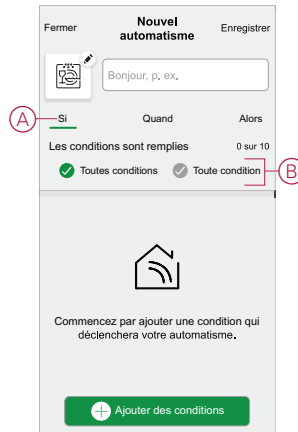 Fermer
Nouvel
automatisme
Enregistrer
Bonjour, p. ex.
A
Si
Quand
Alors
Les conditions sont remplies
0 sur 10
Toutes conditions
Toute condition
B
Commencez par ajouter une condition qui
déclenchera votre automatisme.
Ajouter des conditions